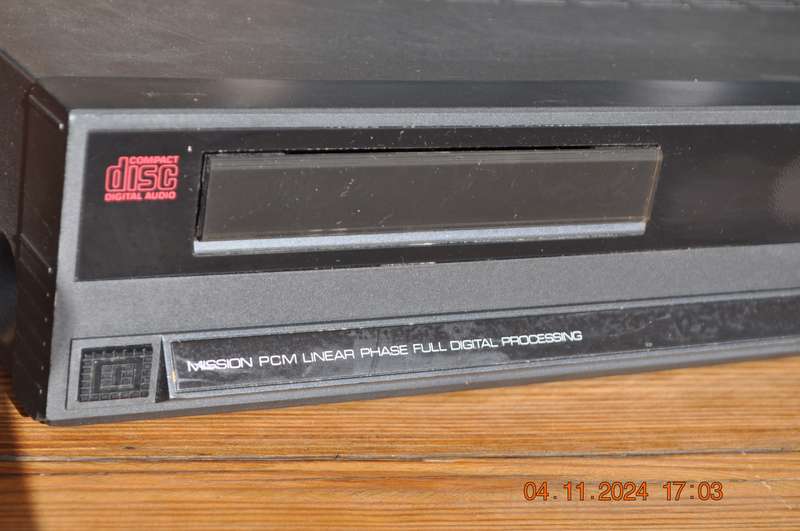 COMPACT
disc
DIGITAL AUDIO
MISSION PCM LINEAR PHASE FULL DIGITAL PROCESSING
04.11.2024 17:03